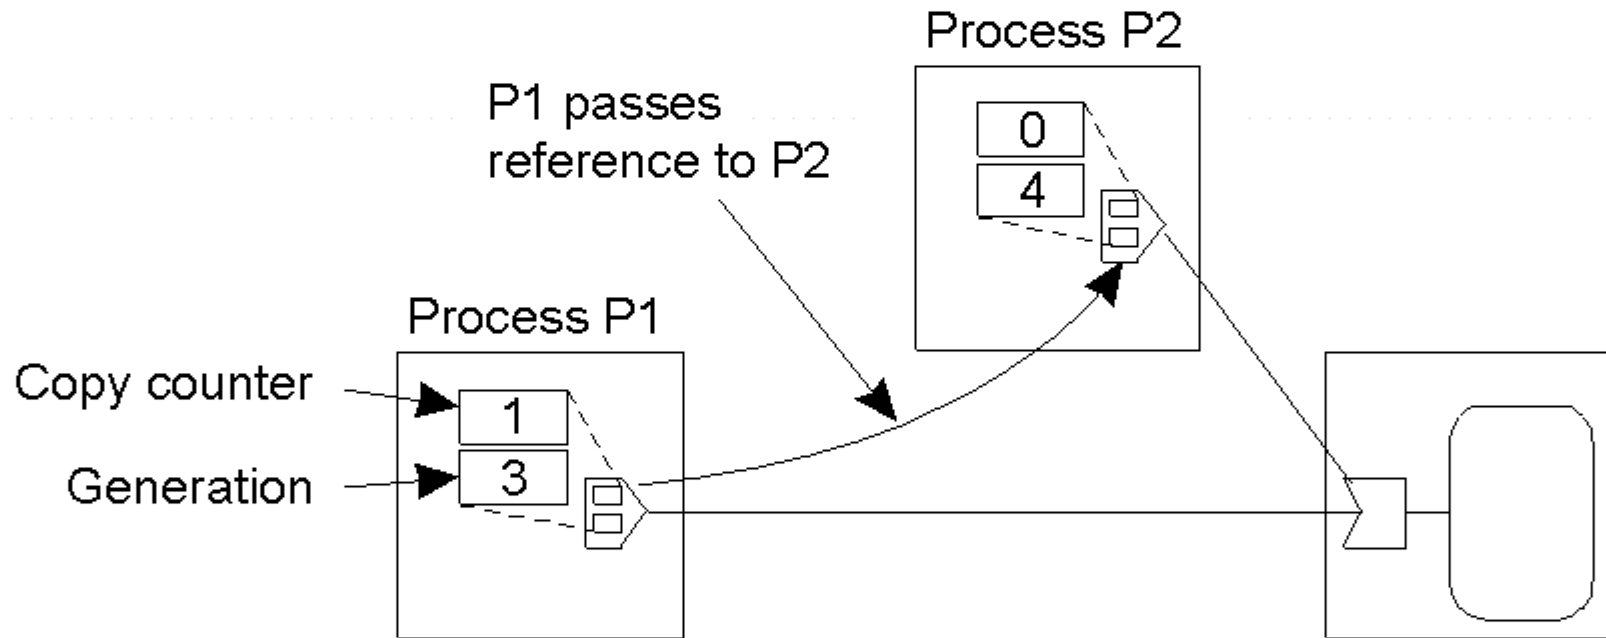 Process P2
P1 passes
reference to P2
0
4
Process P1
Copy counter
1
Generation
3